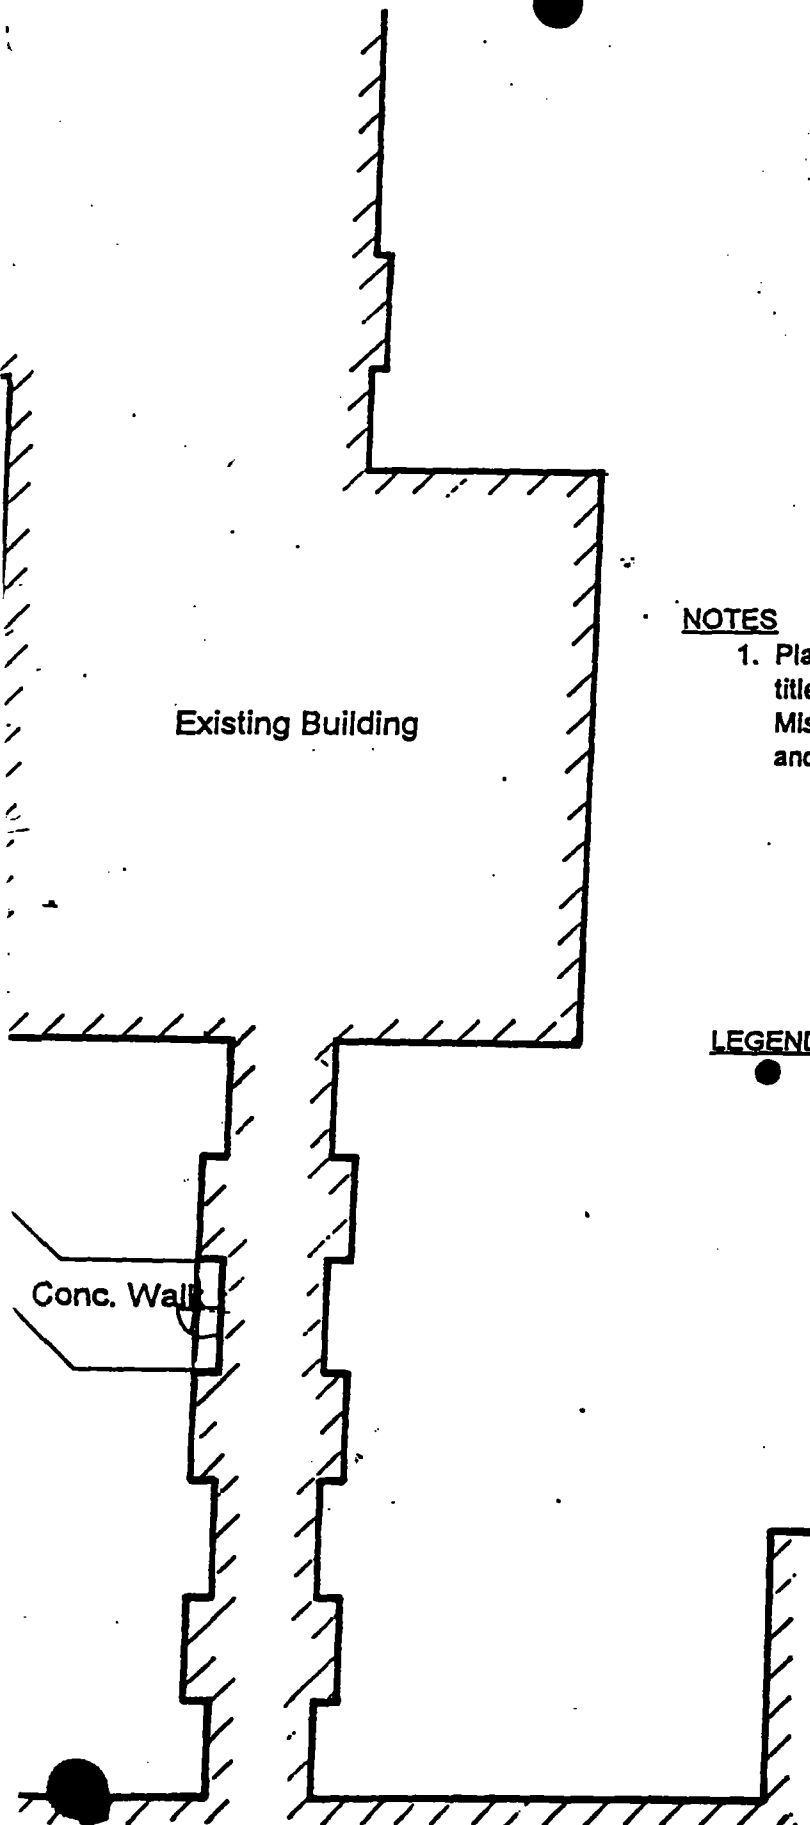 NOTES
1. Pla
title
Mis
and
Existing Building
LEGEND
Conc. Walk